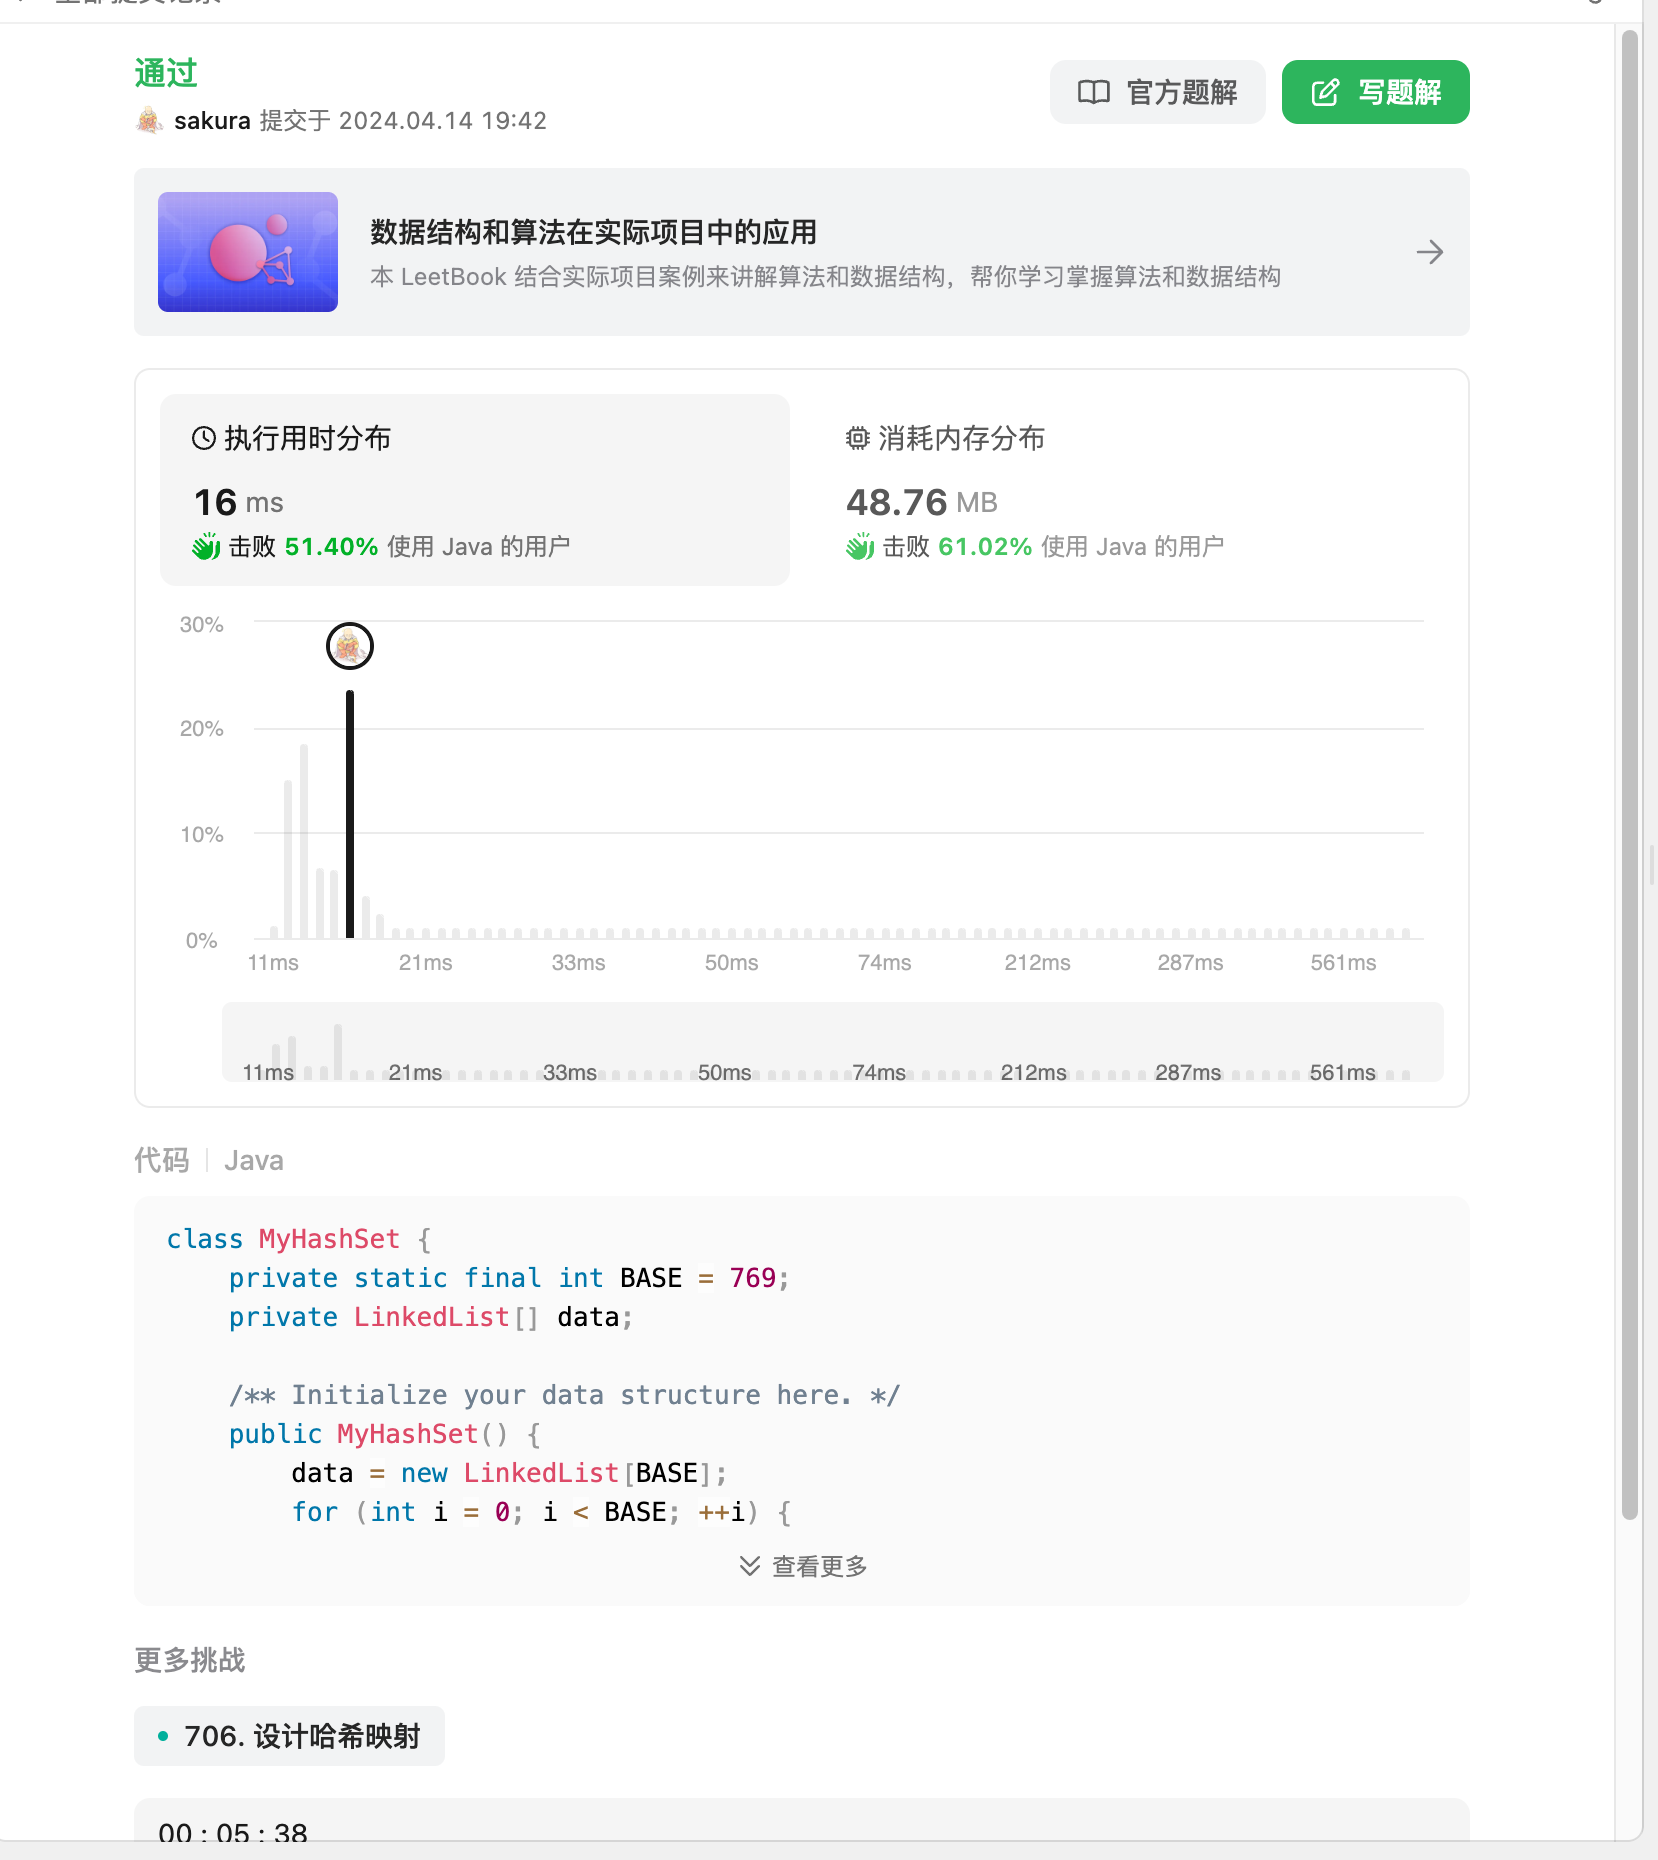 通过
官方题解
写题解
sakura 提交于 2024.04.14 19:42
数据结构和算法在实际项目中的应用
本 LeetBook 结合实际项目案例来讲解算法和数据结构，帮你学习掌握算法和数据结构
执行用时分布
16 ms
击败 51.40% 使用 Java 的用户
消耗内存分布
48.76 MB
击败 61.02% 使用 Java 的用户
30%
20%
10%
0%
11ms 21ms 33ms 50ms 74ms 212ms 287ms 561ms
11ms 21ms 33ms 50ms 74ms 212ms 287ms 561ms
代码 Java
class MyHashSet {
    private static final int BASE = 769;
    private LinkedList[] data;
    /** Initialize your data structure here. */
    public MyHashSet() {
        data = new LinkedList[BASE];
        for (int i = 0; i < BASE; ++i) {
查看更多
更多挑战
706. 设计哈希映射
00 : 05 : 38